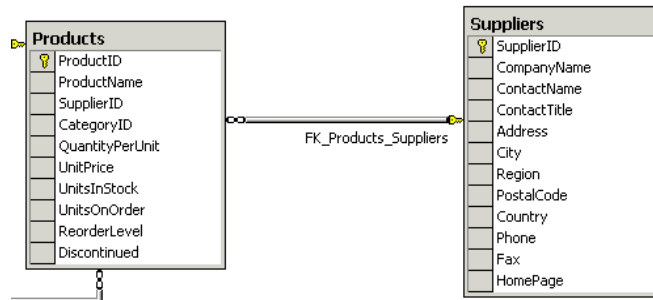 Products
ProductID
ProductName
SupplierID
CategoryID
QuantityPerUnit
UnitPrice
UnitsInStock
UnitsOnOrder
ReorderLevel
Discontinued
FK_Products_Suppliers
Suppliers
SupplierID
CompanyName
ContactName
ContactTitle
Address
City
Region
PostalCode
Country
Phone
Fax
HomePage